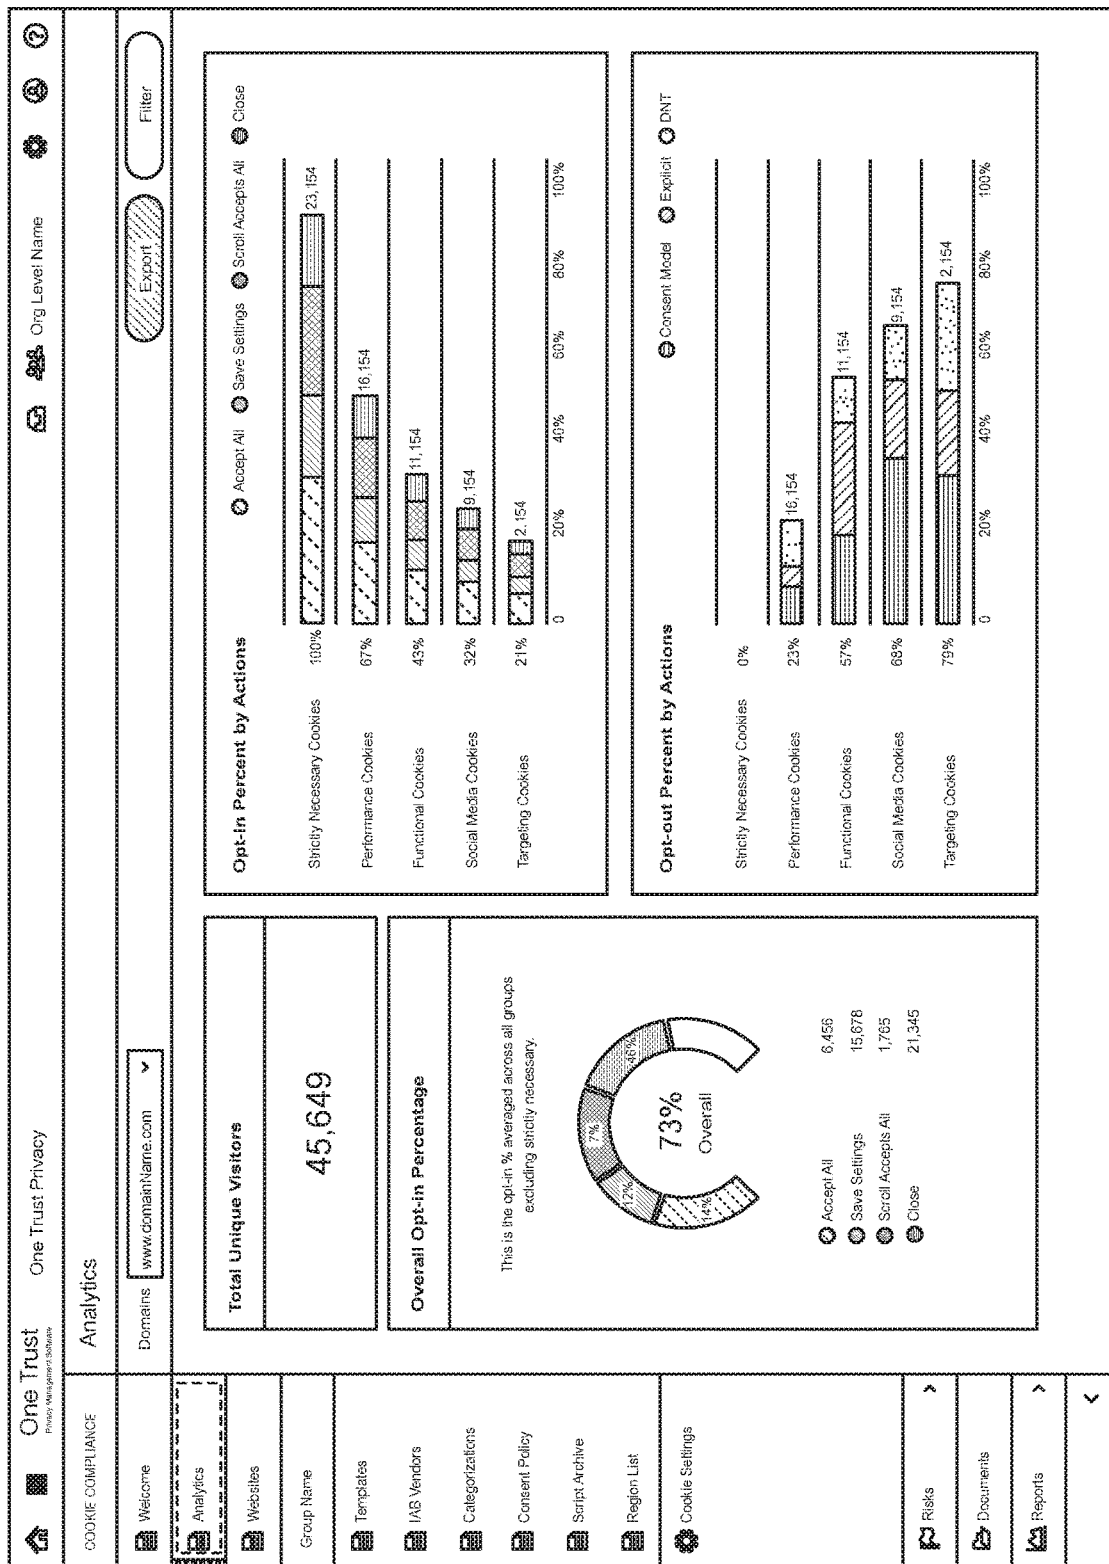 One Trust
Privacy Management Software
One Trust Privacy
Org Level Name
COOKIE COMPLIANCE
Analytics
Welcome
Analytics
Websites
Group Name
Templates
IAB Vendors
Categorizations
Consent Policy
Script Archive
Region List
Cookie Settings
Risks
Documents
Reports
Domains
www.domainName.com
Export
Filter
Total Unique Visitors
45,649
Overall Opt-In Percentage
This is the opt-in % averaged across all groups
excluding strictly necessary.
14%
12%
7%
46%
73%
Overall
Accept All 6,456
Save Settings 15,678
Scroll Accepts All 1,765
Close 21,345
Opt-In Percent by Actions
Accept All Save Settings Scroll Accepts All Close
Strictly Necessary Cookies 100% 23,154
Performance Cookies 67% 16,154
Functional Cookies 43% 11,154
Social Media Cookies 32% 9,154
Targeting Cookies 21% 2,154
0 20% 40% 60% 80% 100%
Opt-out Percent by Actions
Consent Model Explicit DNT
Strictly Necessary Cookies 0%
Performance Cookies 23% 16,154
Functional Cookies 57% 11,154
Social Media Cookies 68% 9,154
Targeting Cookies 79% 2,154
0 20% 40% 60% 80% 100%